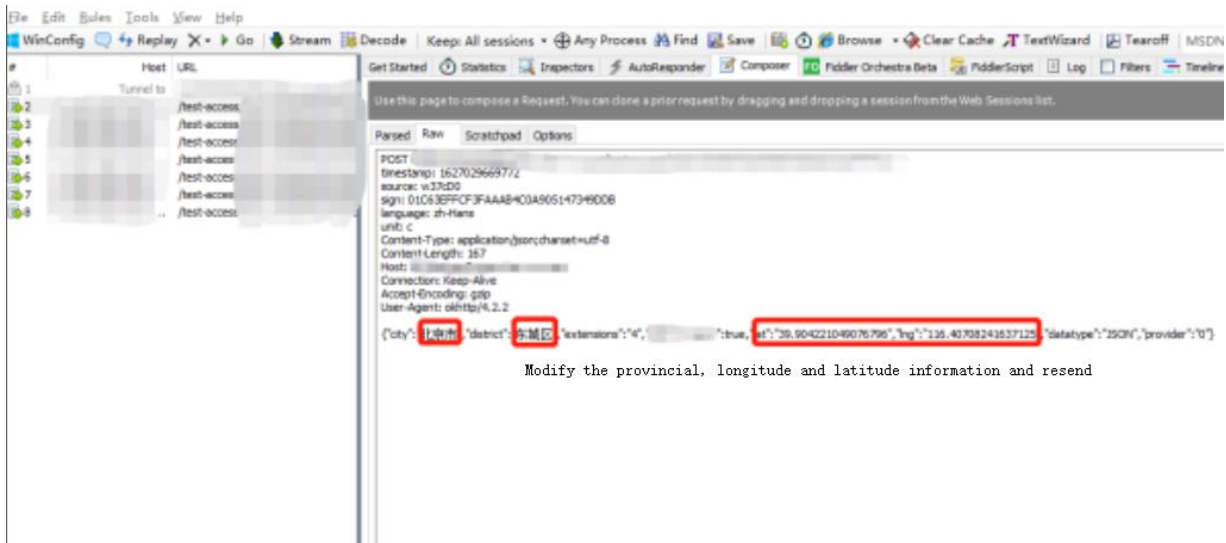 File Edit Rules Tools View Help
WinConfig Replay Go Stream Decode Keep: All sessions Any Process Find Save Browse Clear Cache TextWizard Tearoff MSDN
# Host URL
Get Started Statistics Inspectors AutoResponder Composer Fiddler Orchestra Beta FiddlerScript Log Filters Timeline
1 Tunnel to
Use this page to compose a Request. You can clone a prior request by dragging and dropping a session from the Web Sessions list.
2 /test-access
3 /test-access
4 /test-access
5 /test-acces
6 /test-acces
7 /test-acces
8 /test-access
Parsed Raw Scratchpad Options
POST
timestamp: 1627029669772
source: w37cD0
language: zh-Hans
unit: c
Content-Type: application/json;charset=utf-8
Content-Length: 167
Host:
Connection: Keep-Alive
Accept-Encoding: gzip
User-Agent: okhttp/4.2.2
{"city":"北京市","district":"东城区","extensions":"4"," ":true,"lat":"39.904221049076796","lng":"116.40708241637125","datatype":"JSON","provider":"0"}
Modify the provincial, longitude and latitude information and resend